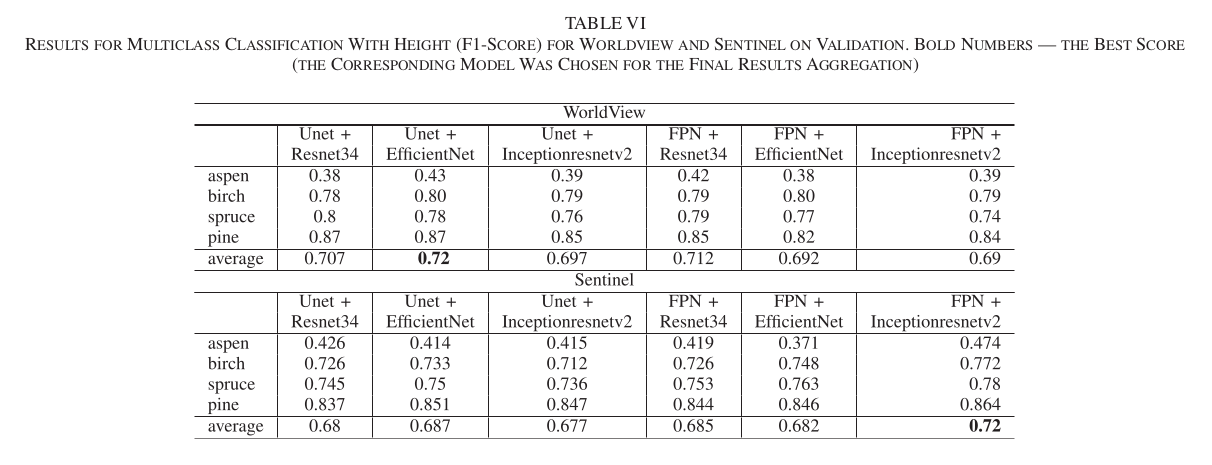 TABLE VI
RESULTS FOR MULTICLASS CLASSIFICATION WITH HEIGHT (F1-SCORE) FOR WORLDVIEW AND SENTINEL ON VALIDATION. BOLD NUMBERS — THE BEST SCORE
(THE CORRESPONDING MODEL WAS CHOSEN FOR THE FINAL RESULTS AGGREGATION)
WorldView
Unet + Unet + Unet + FPN + FPN + FPN +
Resnet34 EfficientNet Inceptionresnetv2 Resnet34 EfficientNet Inceptionresnetv2
aspen 0.38 0.43 0.39 0.42 0.38 0.39
birch 0.78 0.80 0.79 0.79 0.80 0.79
spruce 0.8 0.78 0.76 0.79 0.77 0.74
pine 0.87 0.87 0.85 0.85 0.82 0.84
average 0.707 0.72 0.697 0.712 0.692 0.69
Sentinel
Unet + Unet + Unet + FPN + FPN + FPN +
Resnet34 EfficientNet Inceptionresnetv2 Resnet34 EfficientNet Inceptionresnetv2
aspen 0.426 0.414 0.415 0.419 0.371 0.474
birch 0.726 0.733 0.712 0.726 0.748 0.772
spruce 0.745 0.75 0.736 0.753 0.763 0.78
pine 0.837 0.851 0.847 0.844 0.846 0.864
average 0.68 0.687 0.677 0.685 0.682 0.72